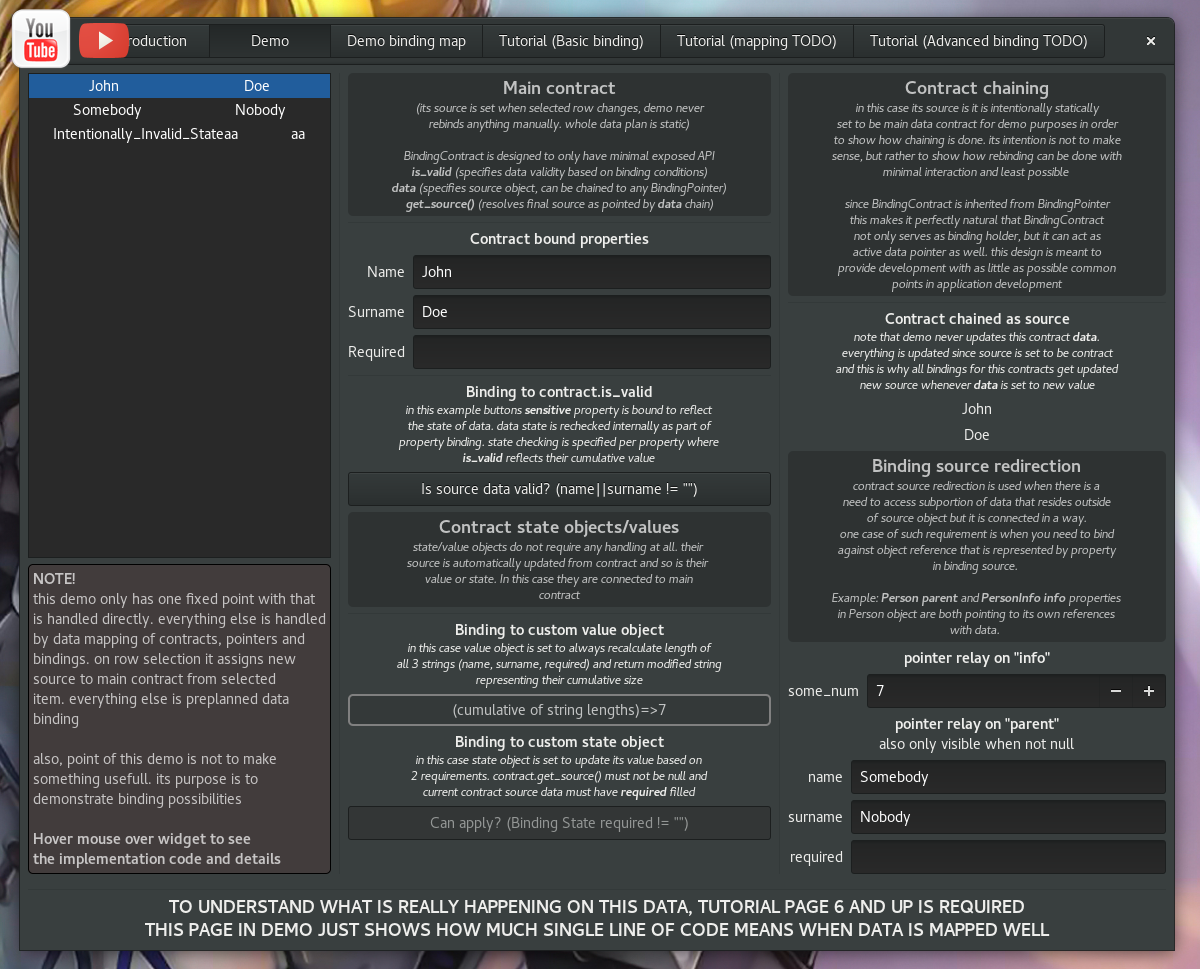 You
Tube
roduction
Demo
Demo binding map
Tutorial (Basic binding)
Tutorial (mapping TODO)
Tutorial (Advanced binding TODO)
John Doe
Somebody Nobody
Intentionally_Invalid_Stateaa aa
NOTE!
this demo only has one fixed point with that
is handled directly. everything else is handled
by data mapping of contracts, pointers and
bindings. on row selection it assigns new
source to main contract from selected
item. everything else is preplanned data
binding
also, point of this demo is not to make
something usefull. its purpose is to
demonstrate binding possibilities
Hover mouse over widget to see
the implementation code and details
Main contract
(its source is set when selected row changes, demo never
rebinds anything manually. whole data plan is static)
BindingContract is designed to only have minimal exposed API
is_valid (specifies data validity based on binding conditions)
data (specifies source object, can be chained to any BindingPointer)
get_source() (resolves final source as pointed by data chain)
Contract bound properties
Name John
Surname Doe
Required
Binding to contract.is_valid
in this example buttons sensitive property is bound to reflect
the state of data. data state is rechecked internally as part of
property binding. state checking is specified per property where
is_valid reflects their cumulative value
Is source data valid? (name||surname != "")
Contract state objects/values
state/value objects do not require any handling at all. their
source is automatically updated from contract and so is their
value or state. In this case they are connected to main
contract
Binding to custom value object
in this case value object is set to always recalculate length of
all 3 strings (name, surname, required) and return modified string
representing their cumulative size
(cumulative of string lengths)=>7
Binding to custom state object
in this case state object is set to update its value based on
2 requirements. contract.get_source() must not be null and
current contract source data must have required filled
Can apply? (Binding State required != "")
Contract chaining
in this case its source is it is intentionally statically
set to be main data contract for demo purposes in order
to show how chaining is done. its intention is not to make
sense, but rather to show how rebinding can be done with
minimal interaction and least possible
since BindingContract is inherited from BindingPointer
this makes it perfectly natural that BindingContract
not only serves as binding holder, but it can act as
active data pointer as well. this design is meant to
provide development with as little as possible common
points in application development
Contract chained as source
note that demo never updates this contract data.
everything is updated since source is set to be contract
and this is why all bindings for this contracts get updated
new source whenever data is set to new value
John
Doe
Binding source redirection
contract source redirection is used when there is a
need to access subportion of data that resides outside
of source object but it is connected in a way.
one case of such requirement is when you need to bind
against object reference that is represented by property
in binding source.
Example: Person parent and PersonInfo info properties
in Person object are both pointing to its own references
with data.
pointer relay on "info"
some_num 7
pointer relay on "parent"
also only visible when not null
name Somebody
surname Nobody
required
TO UNDERSTAND WHAT IS REALLY HAPPENING ON THIS DATA, TUTORIAL PAGE 6 AND UP IS REQUIRED
THIS PAGE IN DEMO JUST SHOWS HOW MUCH SINGLE LINE OF CODE MEANS WHEN DATA IS MAPPED WELL